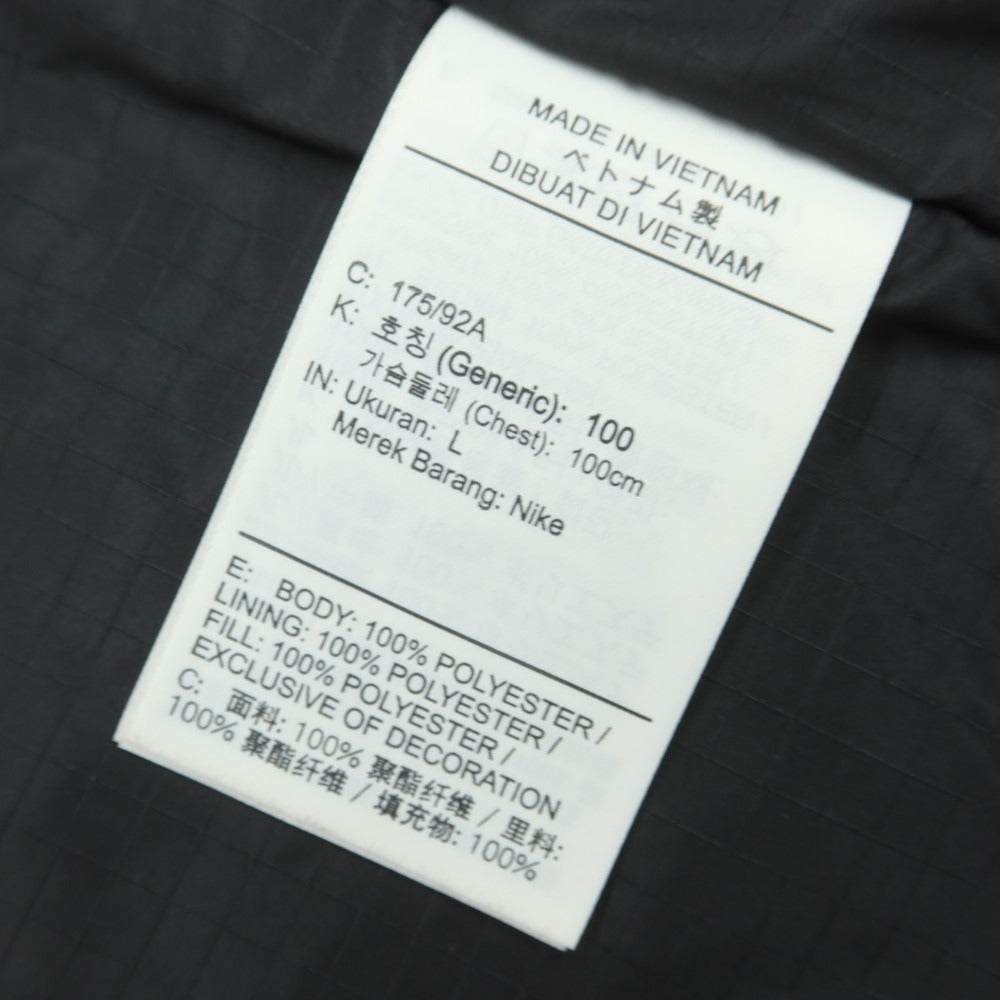 MADE IN VIETNAM
ベトナム製
DIBUAT DI VIETNAM
C: 175/92A
K: 호칭 (Generic): 100
가슴둘레 (Chest): 100cm
IN: Ukuran: L
Merek Barang: Nike
E: BODY: 100% POLYESTER /
LINING: 100% POLYESTER /
FILL: 100% POLYESTER /
EXCLUSIVE OF DECORATION
C: 面料: 100% 聚酯纤维 / 里料:
100% 聚酯纤维 / 填充物: 100%